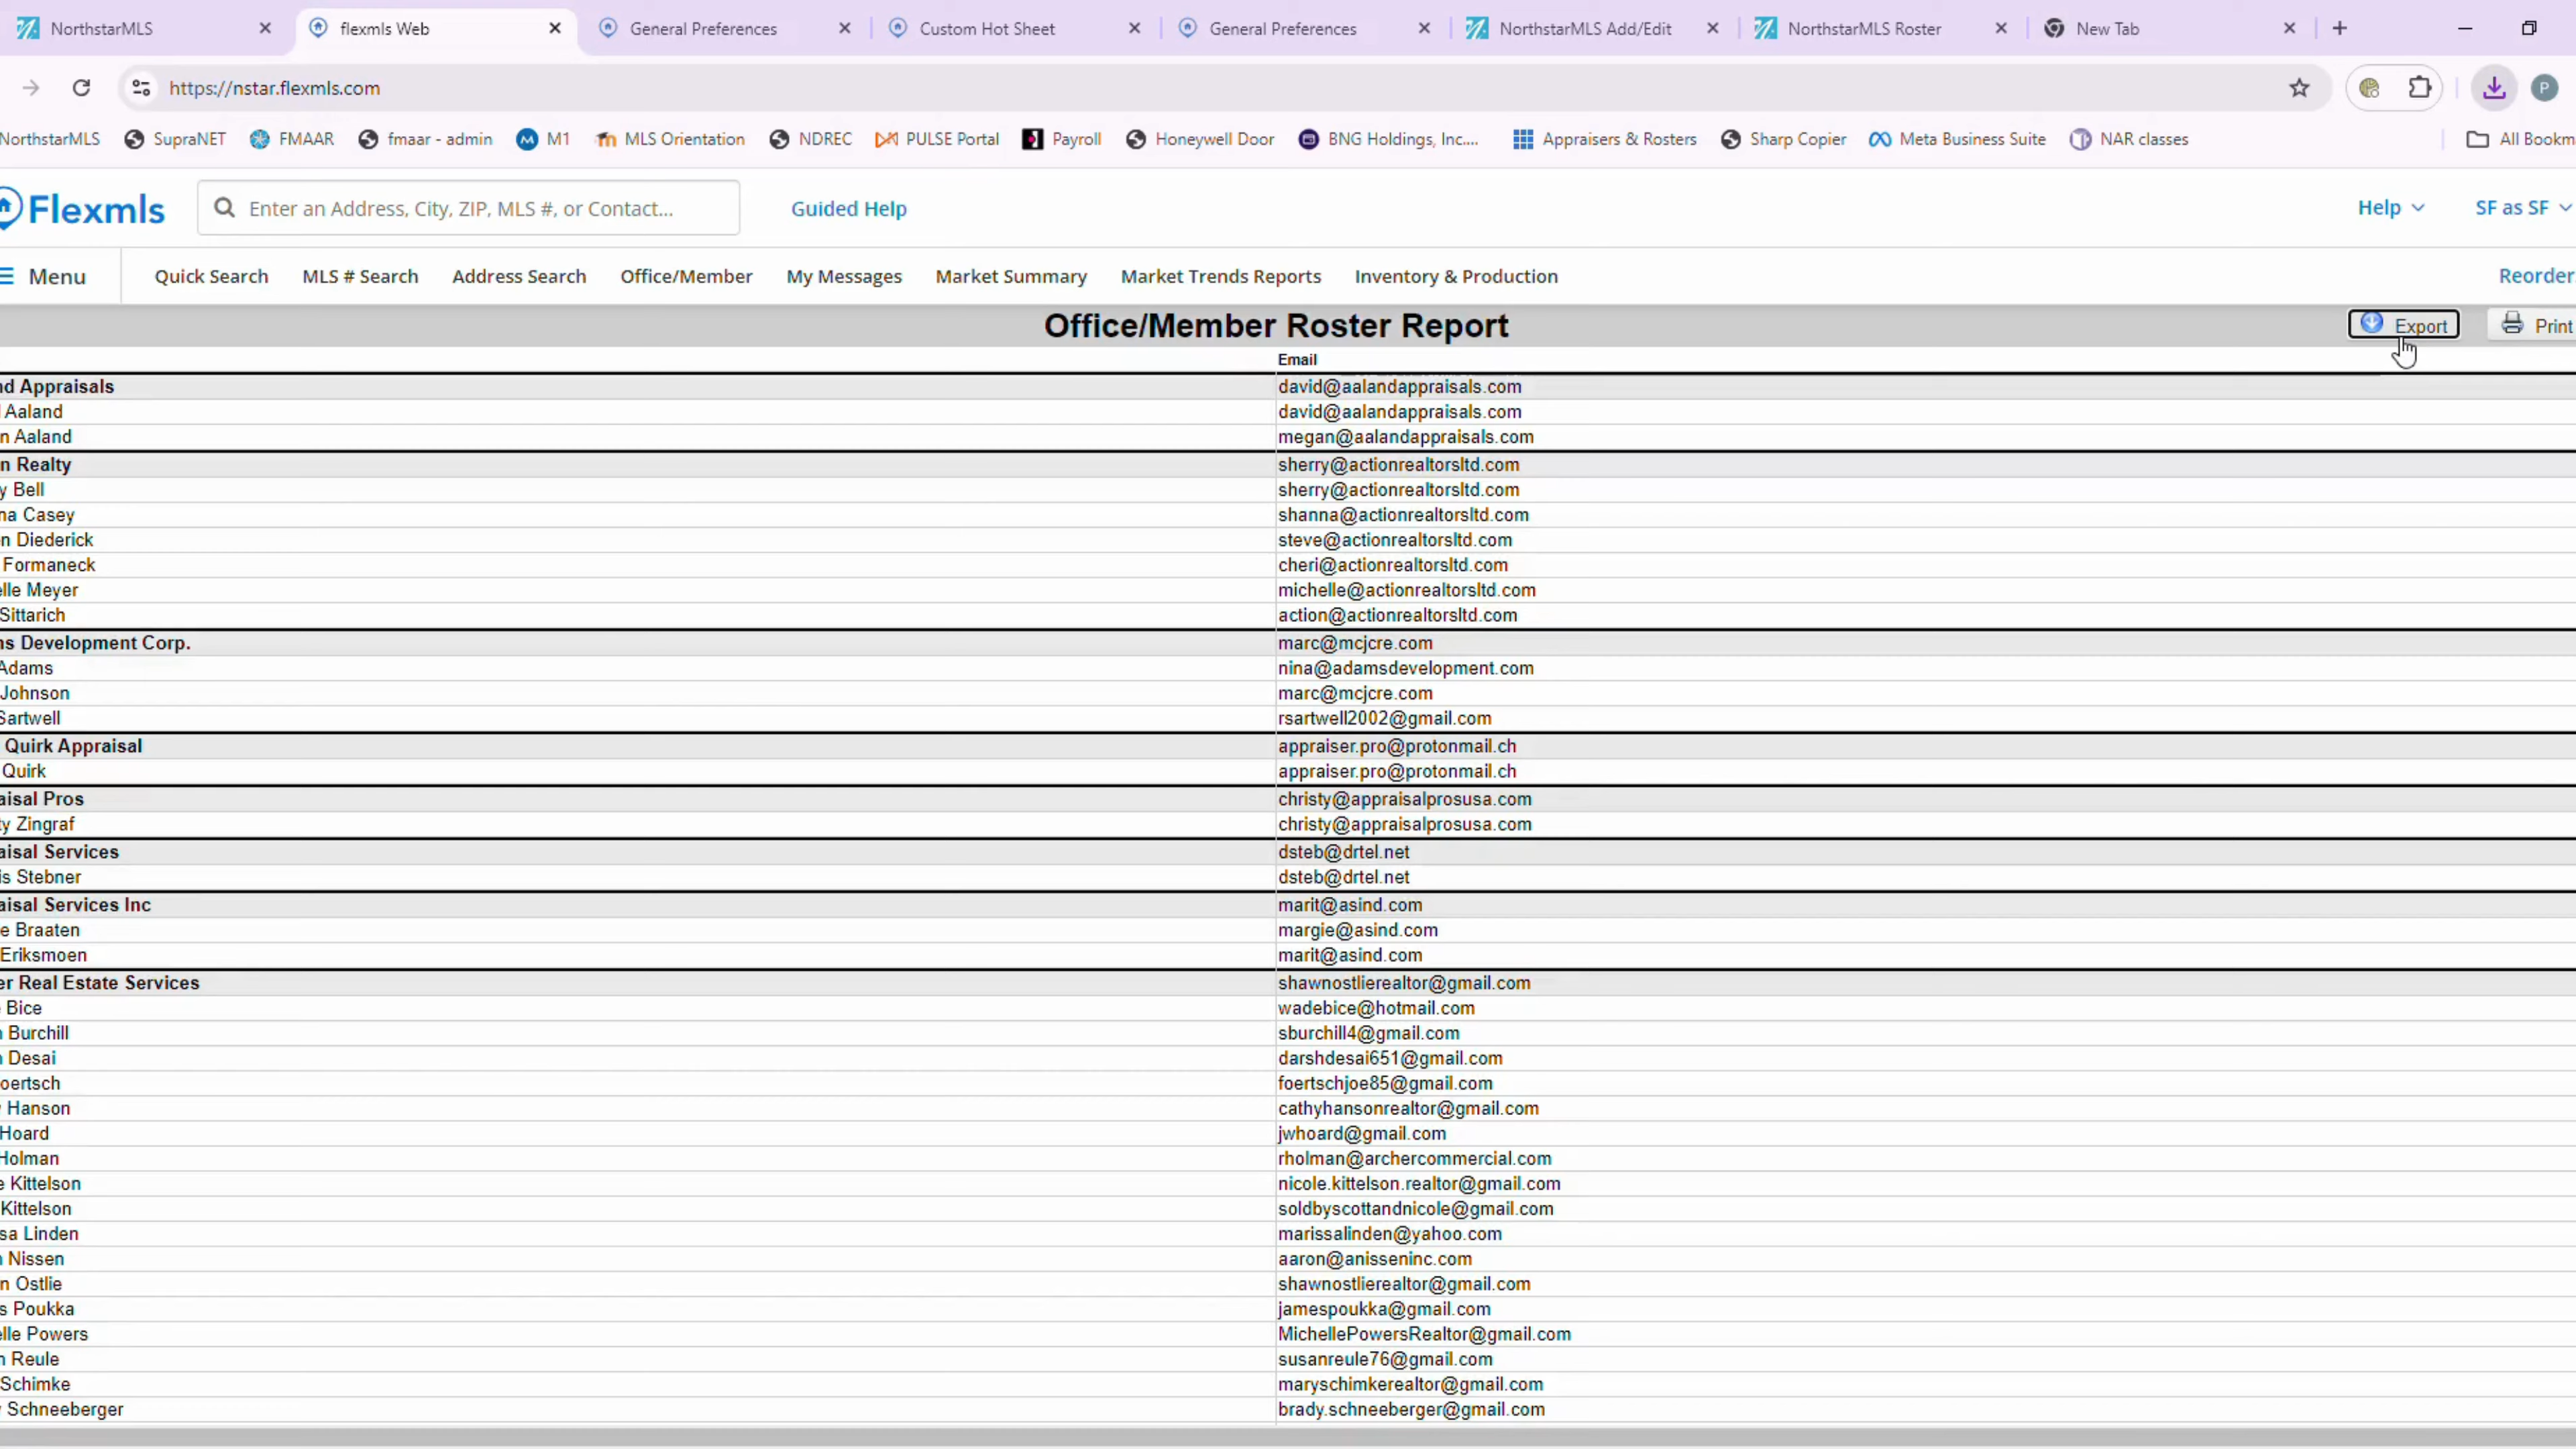 NorthstarMLS
flexmls Web
General Preferences
Custom Hot Sheet
General Preferences
NorthstarMLS Add/Edit
NorthstarMLS Roster
New Tab
https://nstar.flexmls.com
P
NorthstarMLS
SupraNET
FMAAR
fmaar - admin
M1
MLS Orientation
NDREC
PULSE Portal
Payroll
Honeywell Door
BNG Holdings, Inc....
Appraisers & Rosters
Sharp Copier
Meta Business Suite
NAR classes
All Bookm
Flexmls
Enter an Address, City, ZIP, MLS #, or Contact...
Guided Help
Help
SF as SF
Menu
Quick Search
MLS # Search
Address Search
Office/Member
My Messages
Market Summary
Market Trends Reports
Inventory & Production
Reorder
Office/Member Roster Report
Export
Print
Email
nd Appraisals david@aalandappraisals.com
Aaland david@aalandappraisals.com
n Aaland megan@aalandappraisals.com
n Realty sherry@actionrealtorsltd.com
y Bell sherry@actionrealtorsltd.com
na Casey shanna@actionrealtorsltd.com
n Diederick steve@actionrealtorsltd.com
Formaneck cheri@actionrealtorsltd.com
elle Meyer michelle@actionrealtorsltd.com
Sittarich action@actionrealtorsltd.com
ns Development Corp. marc@mcjcre.com
Adams nina@adamsdevelopment.com
Johnson marc@mcjcre.com
Sartwell rsartwell2002@gmail.com
Quirk Appraisal appraiser.pro@protonmail.ch
Quirk appraiser.pro@protonmail.ch
aisal Pros christy@appraisalprosusa.com
ty Zingraf christy@appraisalprosusa.com
aisal Services dsteb@drtel.net
is Stebner dsteb@drtel.net
aisal Services Inc marit@asind.com
e Braaten margie@asind.com
Eriksmoen marit@asind.com
er Real Estate Services shawnostlierealtor@gmail.com
Bice wadebice@hotmail.com
Burchill sburchill4@gmail.com
Desai darshdesai651@gmail.com
oertsch foertschjoe85@gmail.com
Hanson cathyhansonrealtor@gmail.com
Hoard jwhoard@gmail.com
Holman rholman@archercommercial.com
e Kittelson nicole.kittelson.realtor@gmail.com
Kittelson soldbyscottandnicole@gmail.com
sa Linden marissalinden@yahoo.com
Nissen aaron@anisseninc.com
n Ostlie shawnostlierealtor@gmail.com
s Poukka jamespoukka@gmail.com
elle Powers MichellePowersRealtor@gmail.com
n Reule susanreule76@gmail.com
Schimke maryschimkerealtor@gmail.com
Schneeberger brady.schneeberger@gmail.com